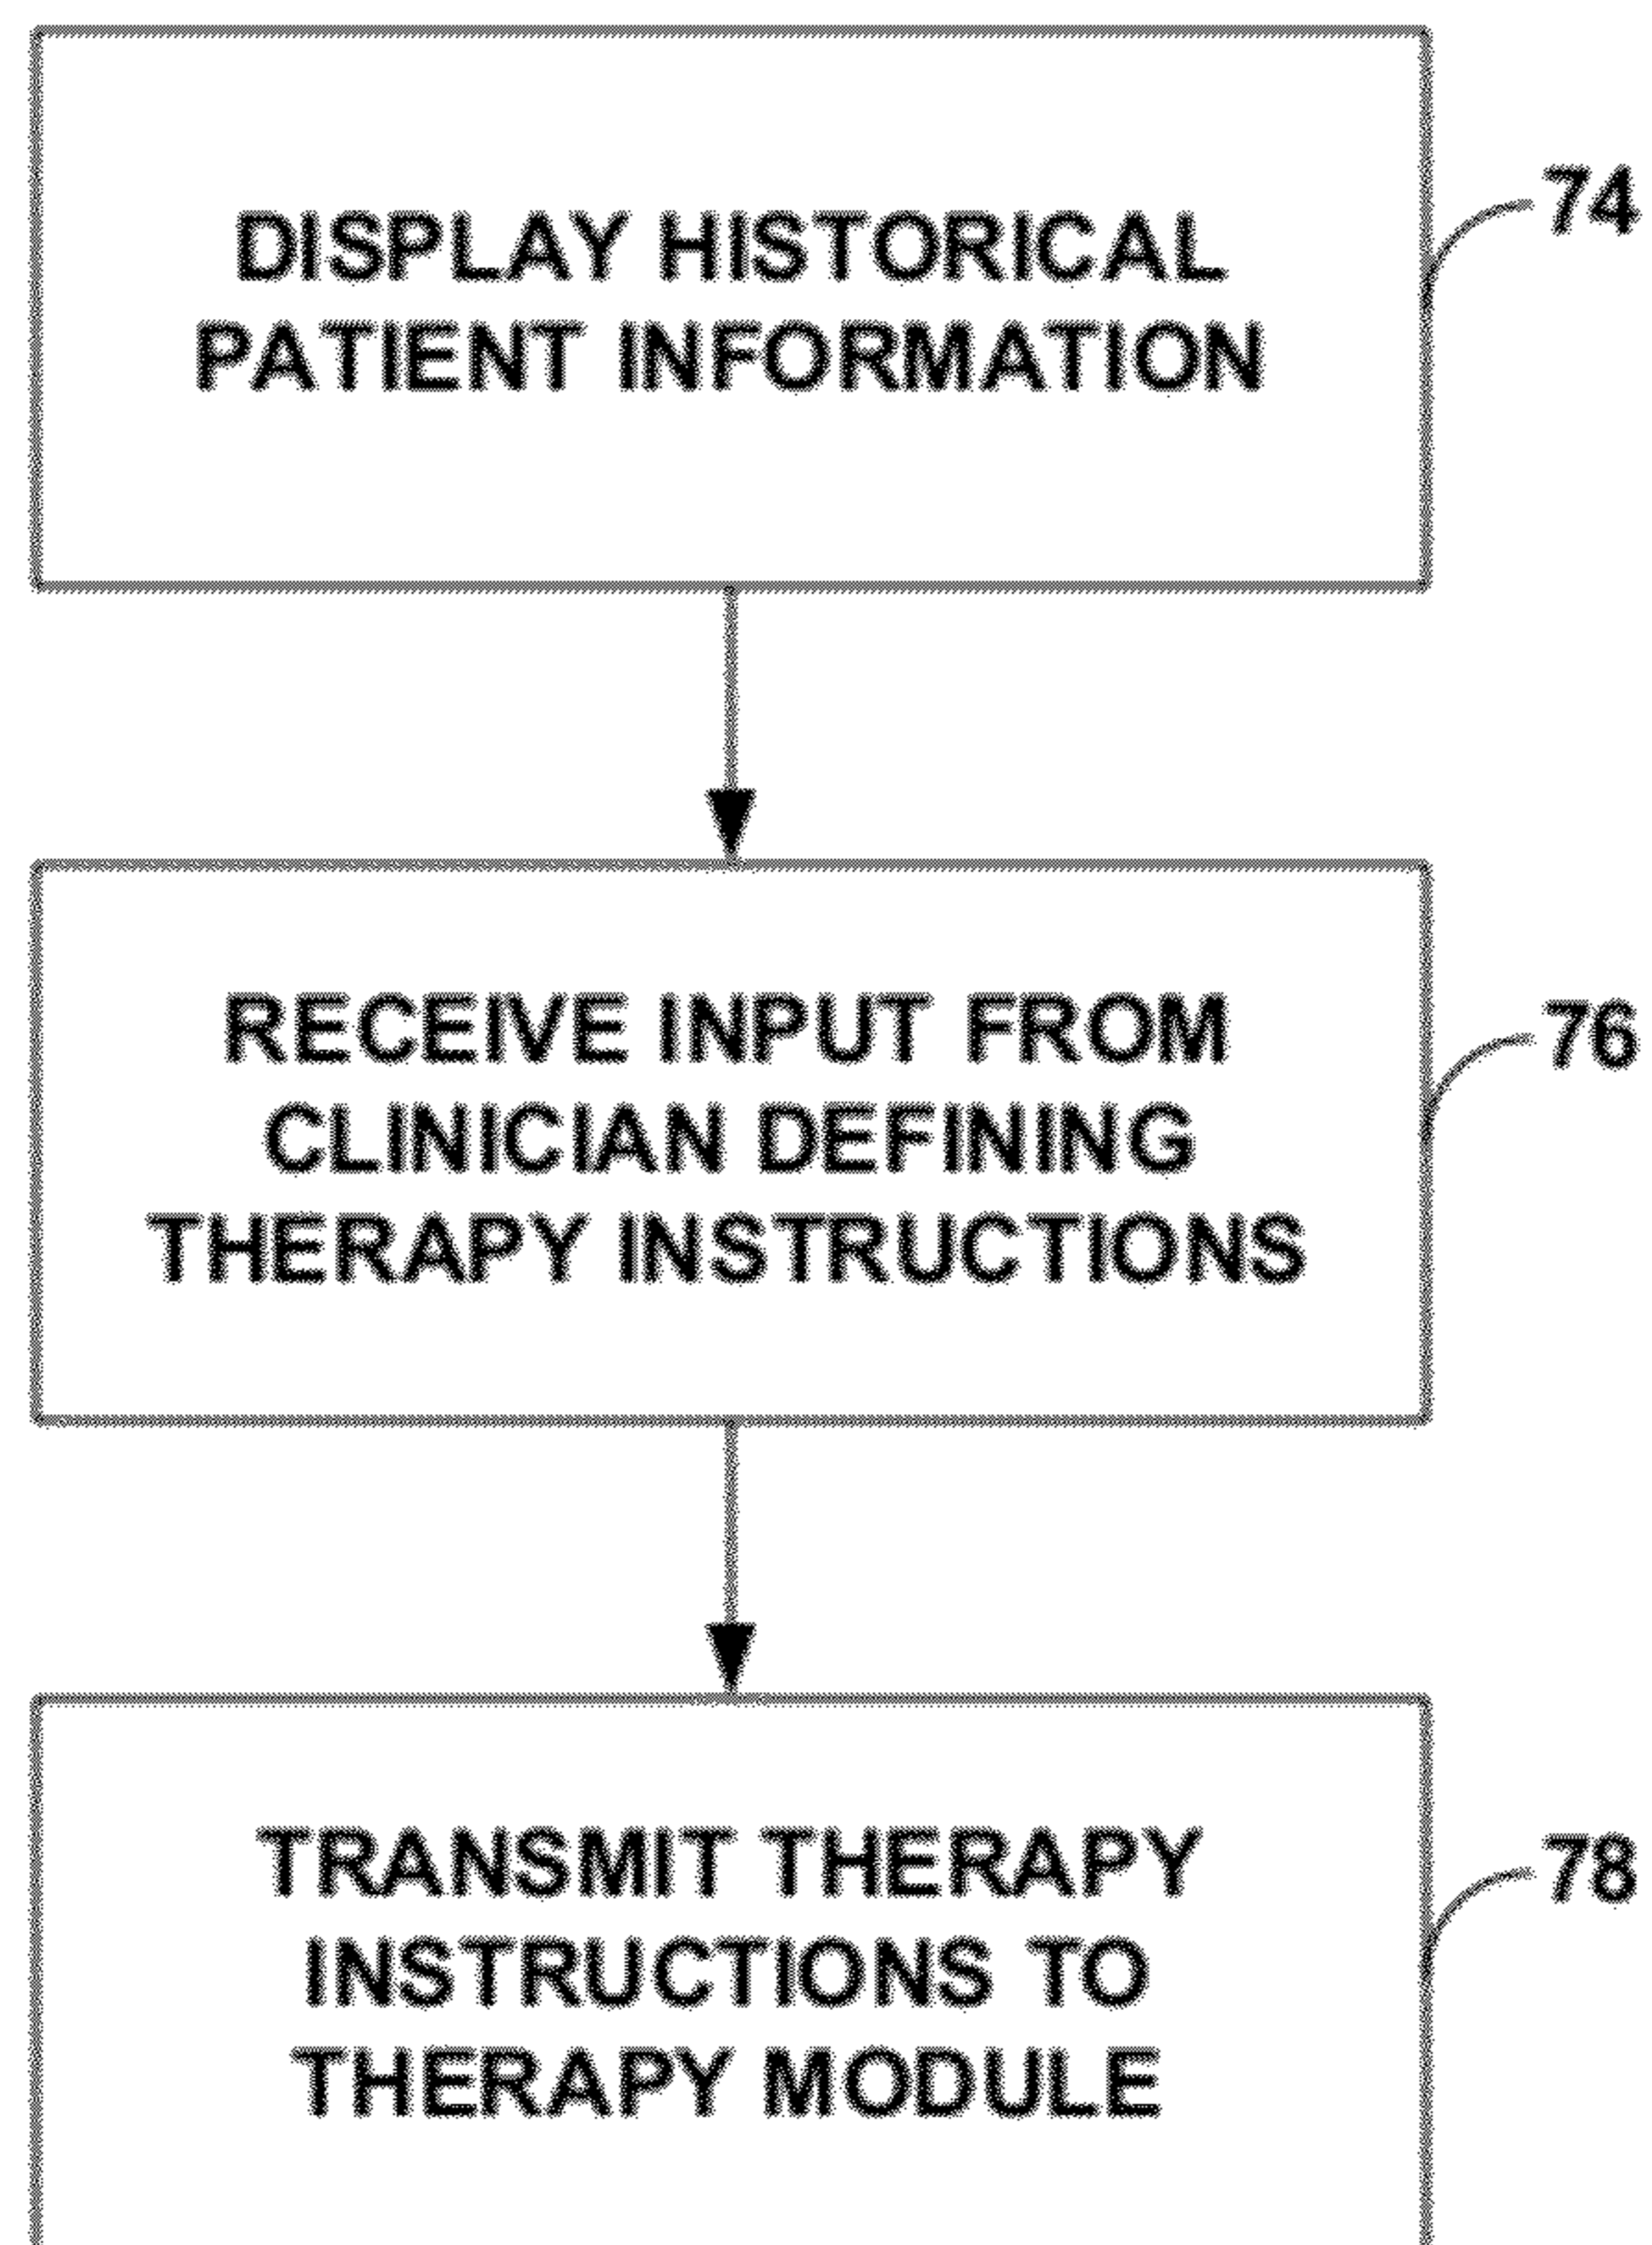 DISPLAY HISTORICAL
PATIENT INFORMATION
74
RECEIVE INPUT FROM
CLINICIAN DEFINING
THERAPY INSTRUCTIONS
76
TRANSMIT THERAPY
INSTRUCTIONS TO
THERAPY MODULE
78